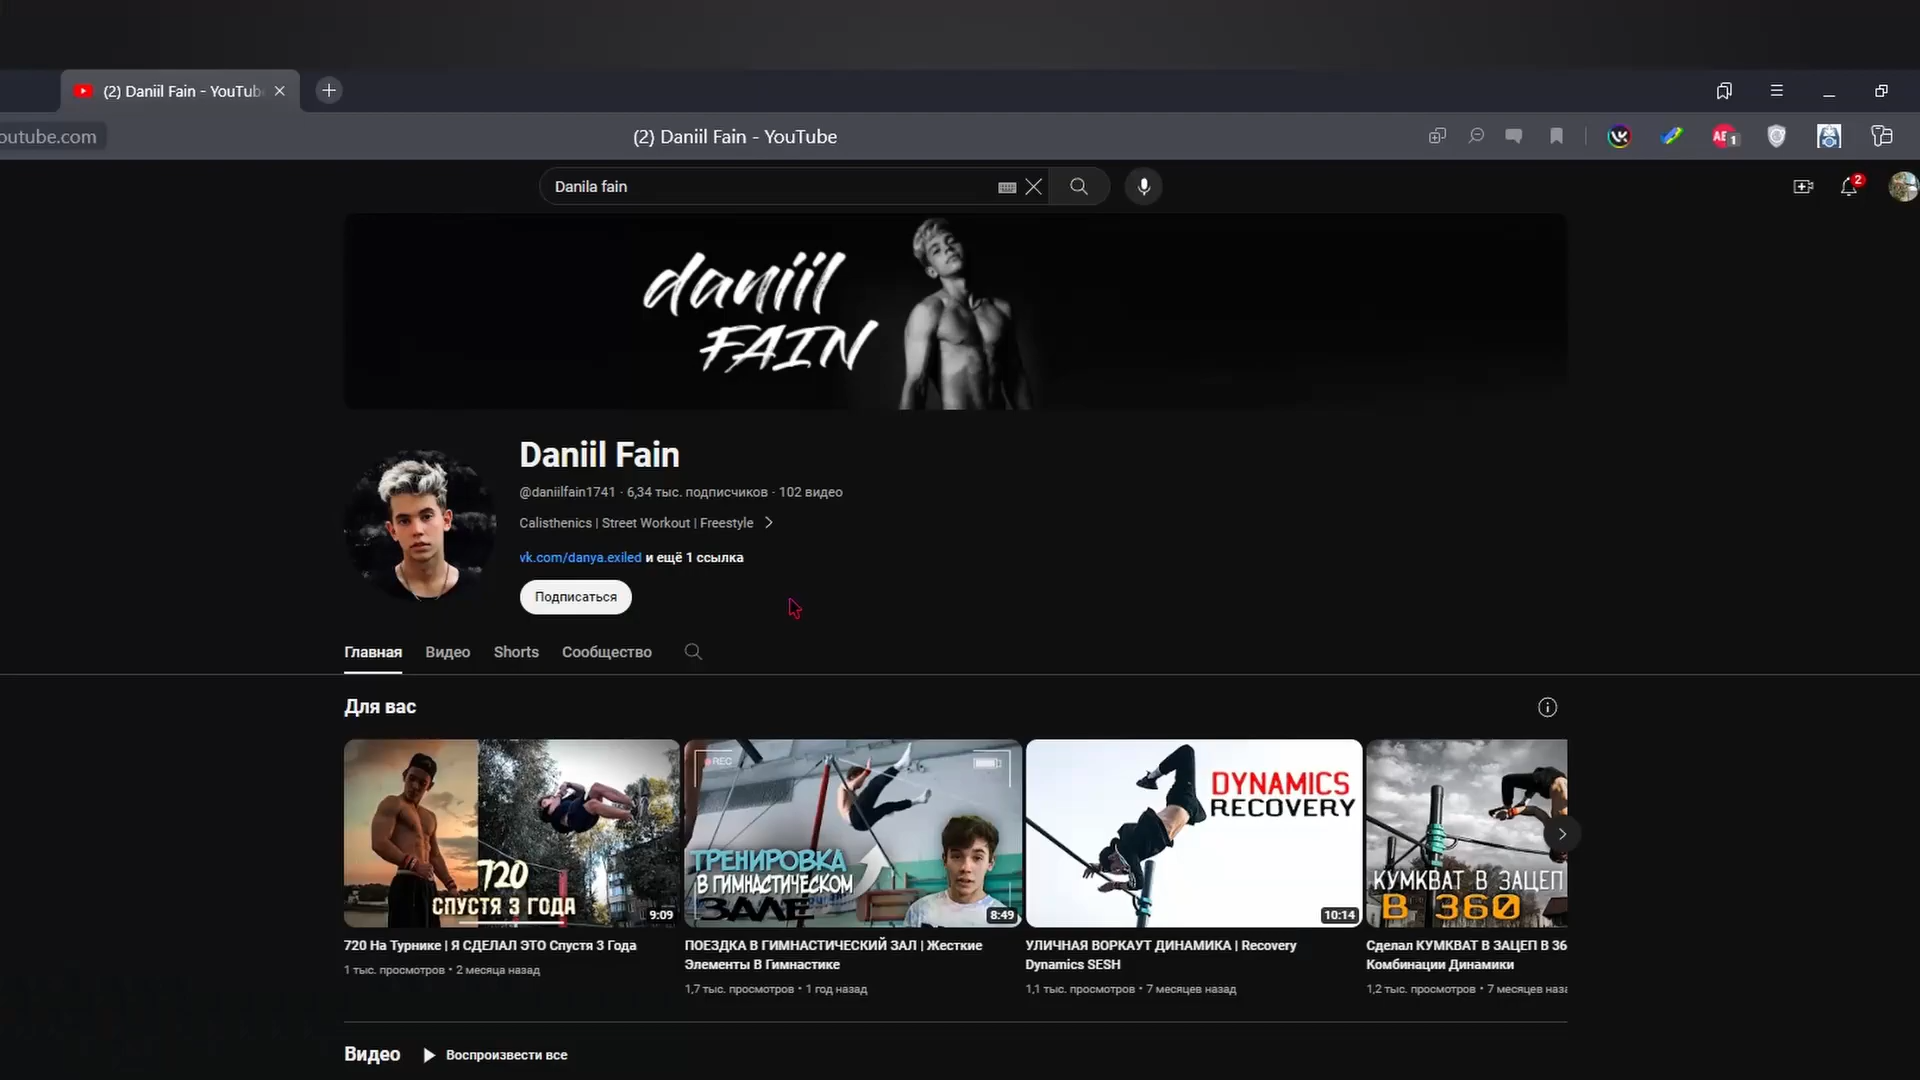 (2) Daniil Fain - YouTub
outube.com
(2) Daniil Fain - YouTube
1
Danila fain
2
daniil
FAIN
Daniil Fain
@daniilfain1741 · 6,34 тыс. подписчиков · 102 видео
Calisthenics | Street Workout | Freestyle
vk.com/danya.exiled и ещё 1 ссылка
Подписаться
Главная
Видео
Shorts
Сообщество
Для вас
720
СПУСТЯ 3 ГОДА
9:09
REC
ТРЕНИРОВКА
В ГИМНАСТИЧЕСКОМ
ЗАЛЕ
8:49
DYNAMICS
RECOVERY
10:14
КУМКВАТ В ЗАЦЕП
В 360
720 На Турнике | Я СДЕЛАЛ ЭТО Спустя 3 Года
1 тыс. просмотров • 2 месяца назад
ПОЕЗДКА В ГИМНАСТИЧЕСКИЙ ЗАЛ | Жесткие
Элементы В Гимнастике
1,7 тыс. просмотров • 1 год назад
УЛИЧНАЯ ВОРКАУТ ДИНАМИКА | Recovery
Dynamics SESH
1,1 тыс. просмотров • 7 месяцев назад
Сделал КУМКВАТ В ЗАЦЕП В 36
Комбинации Динамики
1,2 тыс. просмотров • 7 месяцев наза
Видео
Воспроизвести все